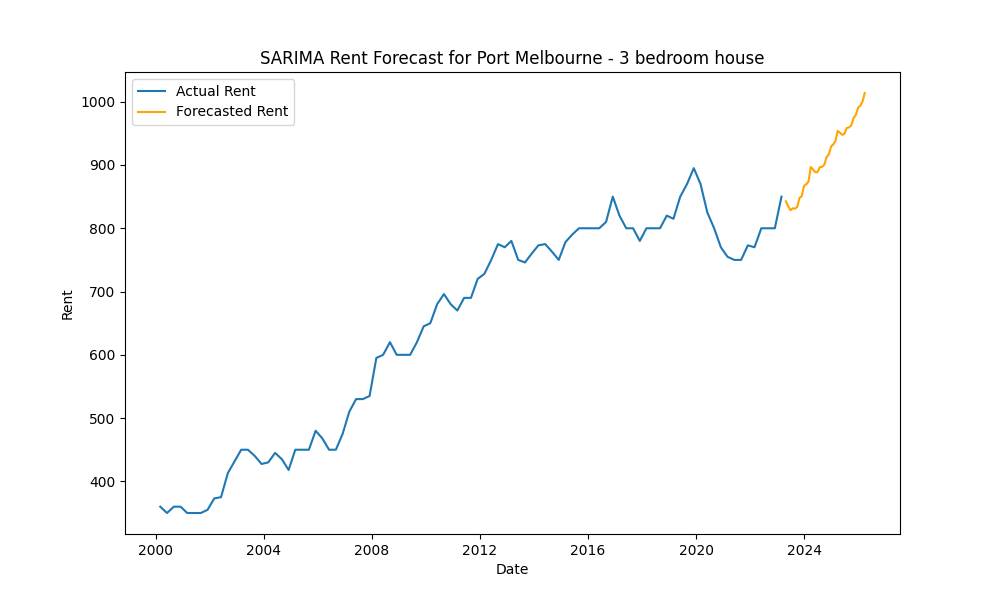 SARIMA Rent Forecast for Port Melbourne - 3 bedroom house
Actual Rent
Forecasted Rent
1000
900
800
700
600
500
400
Rent
2000
2004
2008
2012
2016
2020
2024
Date